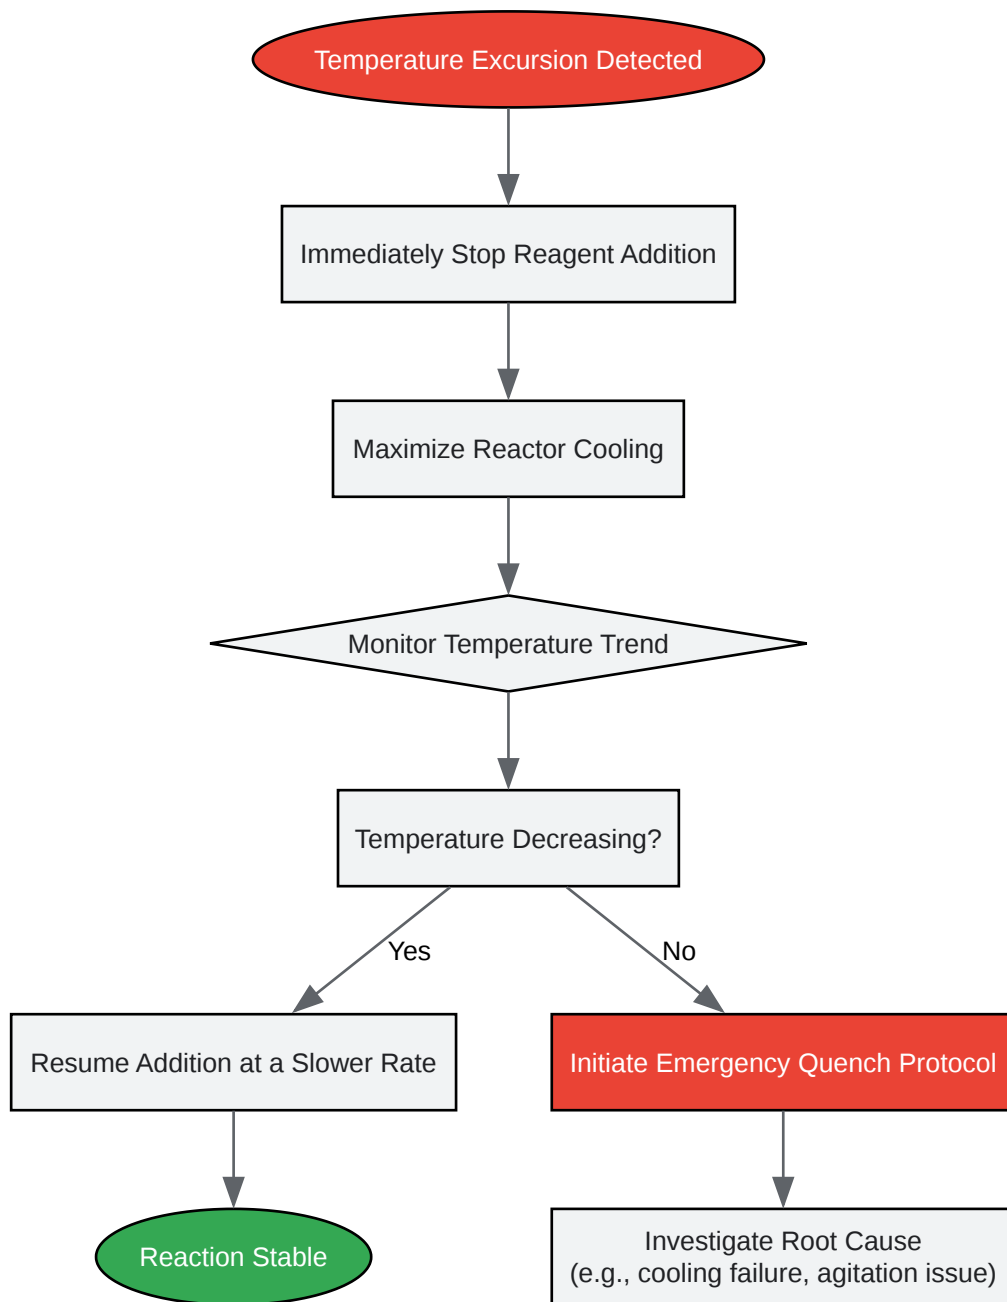 Temperature Excursion Detected
Immediately Stop Reagent Addition
Maximize Reactor Cooling
Monitor Temperature Trend
Temperature Decreasing?
Yes
No
Resume Addition at a Slower Rate
Initiate Emergency Quench Protocol
Reaction Stable
Investigate Root Cause
(e.g., cooling failure, agitation issue)